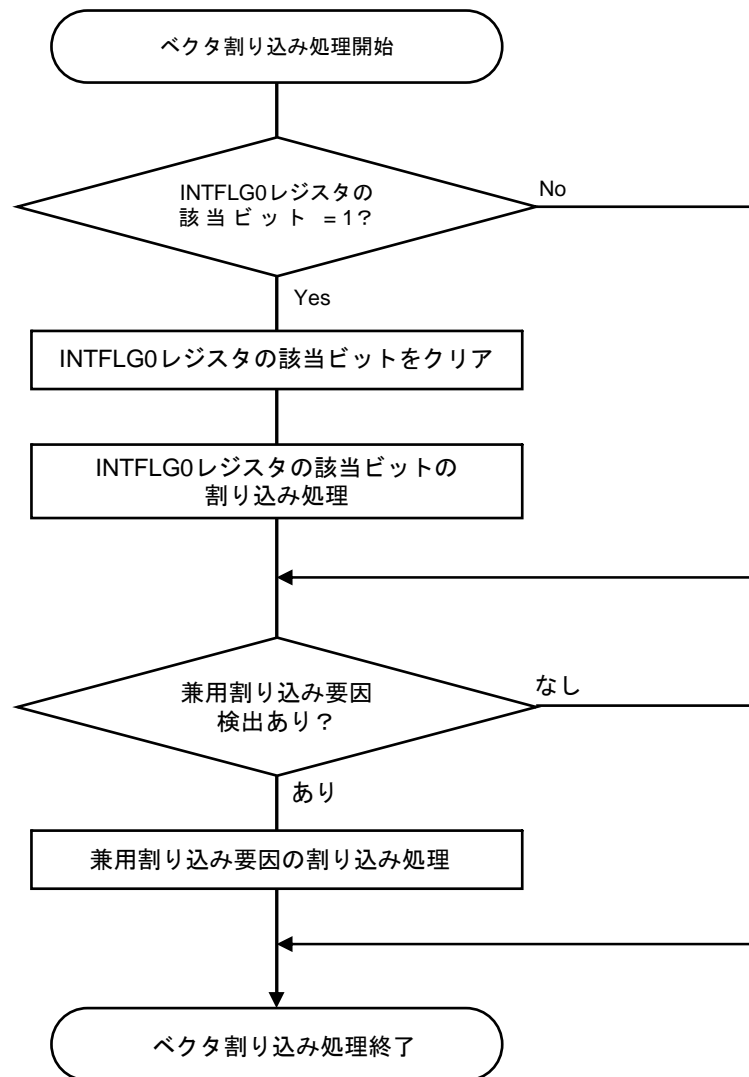 ベクタ割り込み処理開始
INTFLG0レジスタの
該当ビット =1?
No
Yes
INTFLG0レジスタの該当ビットをクリア
INTFLG0レジスタの該当ビットの
割り込み処理
兼用割り込み要因
検出あり?
なし
あり
兼用割り込み要因の割り込み処理
ベクタ割り込み処理終了